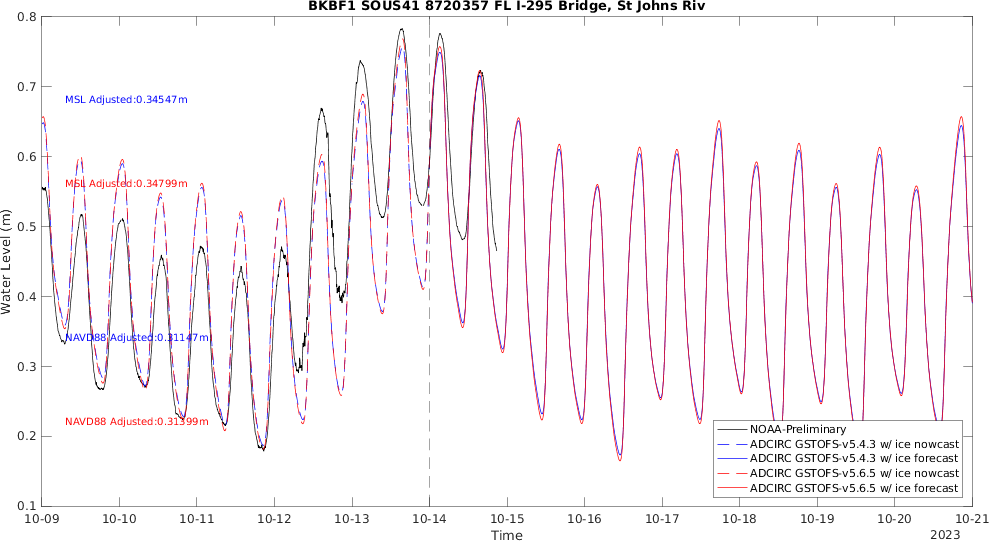 BKBF1 SOUS41 8720357 FL I-295 Bridge, St Johns Riv
0.8
0.7
0.6
0.5
0.4
0.3
0.2
0.1
Water Level (m)
MSL Adjusted:0.34547m
MSL Adjusted:0.34799m
NAVD88 Adjusted:0.31147m
NAVD88 Adjusted:0.31399m
NOAA-Preliminary
ADCIRC GSTOFS-v5.4.3 w/ ice nowcast
ADCIRC GSTOFS-v5.4.3 w/ ice forecast
ADCIRC GSTOFS-v5.6.5 w/ ice nowcast
ADCIRC GSTOFS-v5.6.5 w/ ice forecast
10-09 10-10 10-11 10-12 10-13 10-14 10-15 10-16 10-17 10-18 10-19 10-20 10-21
Time
2023